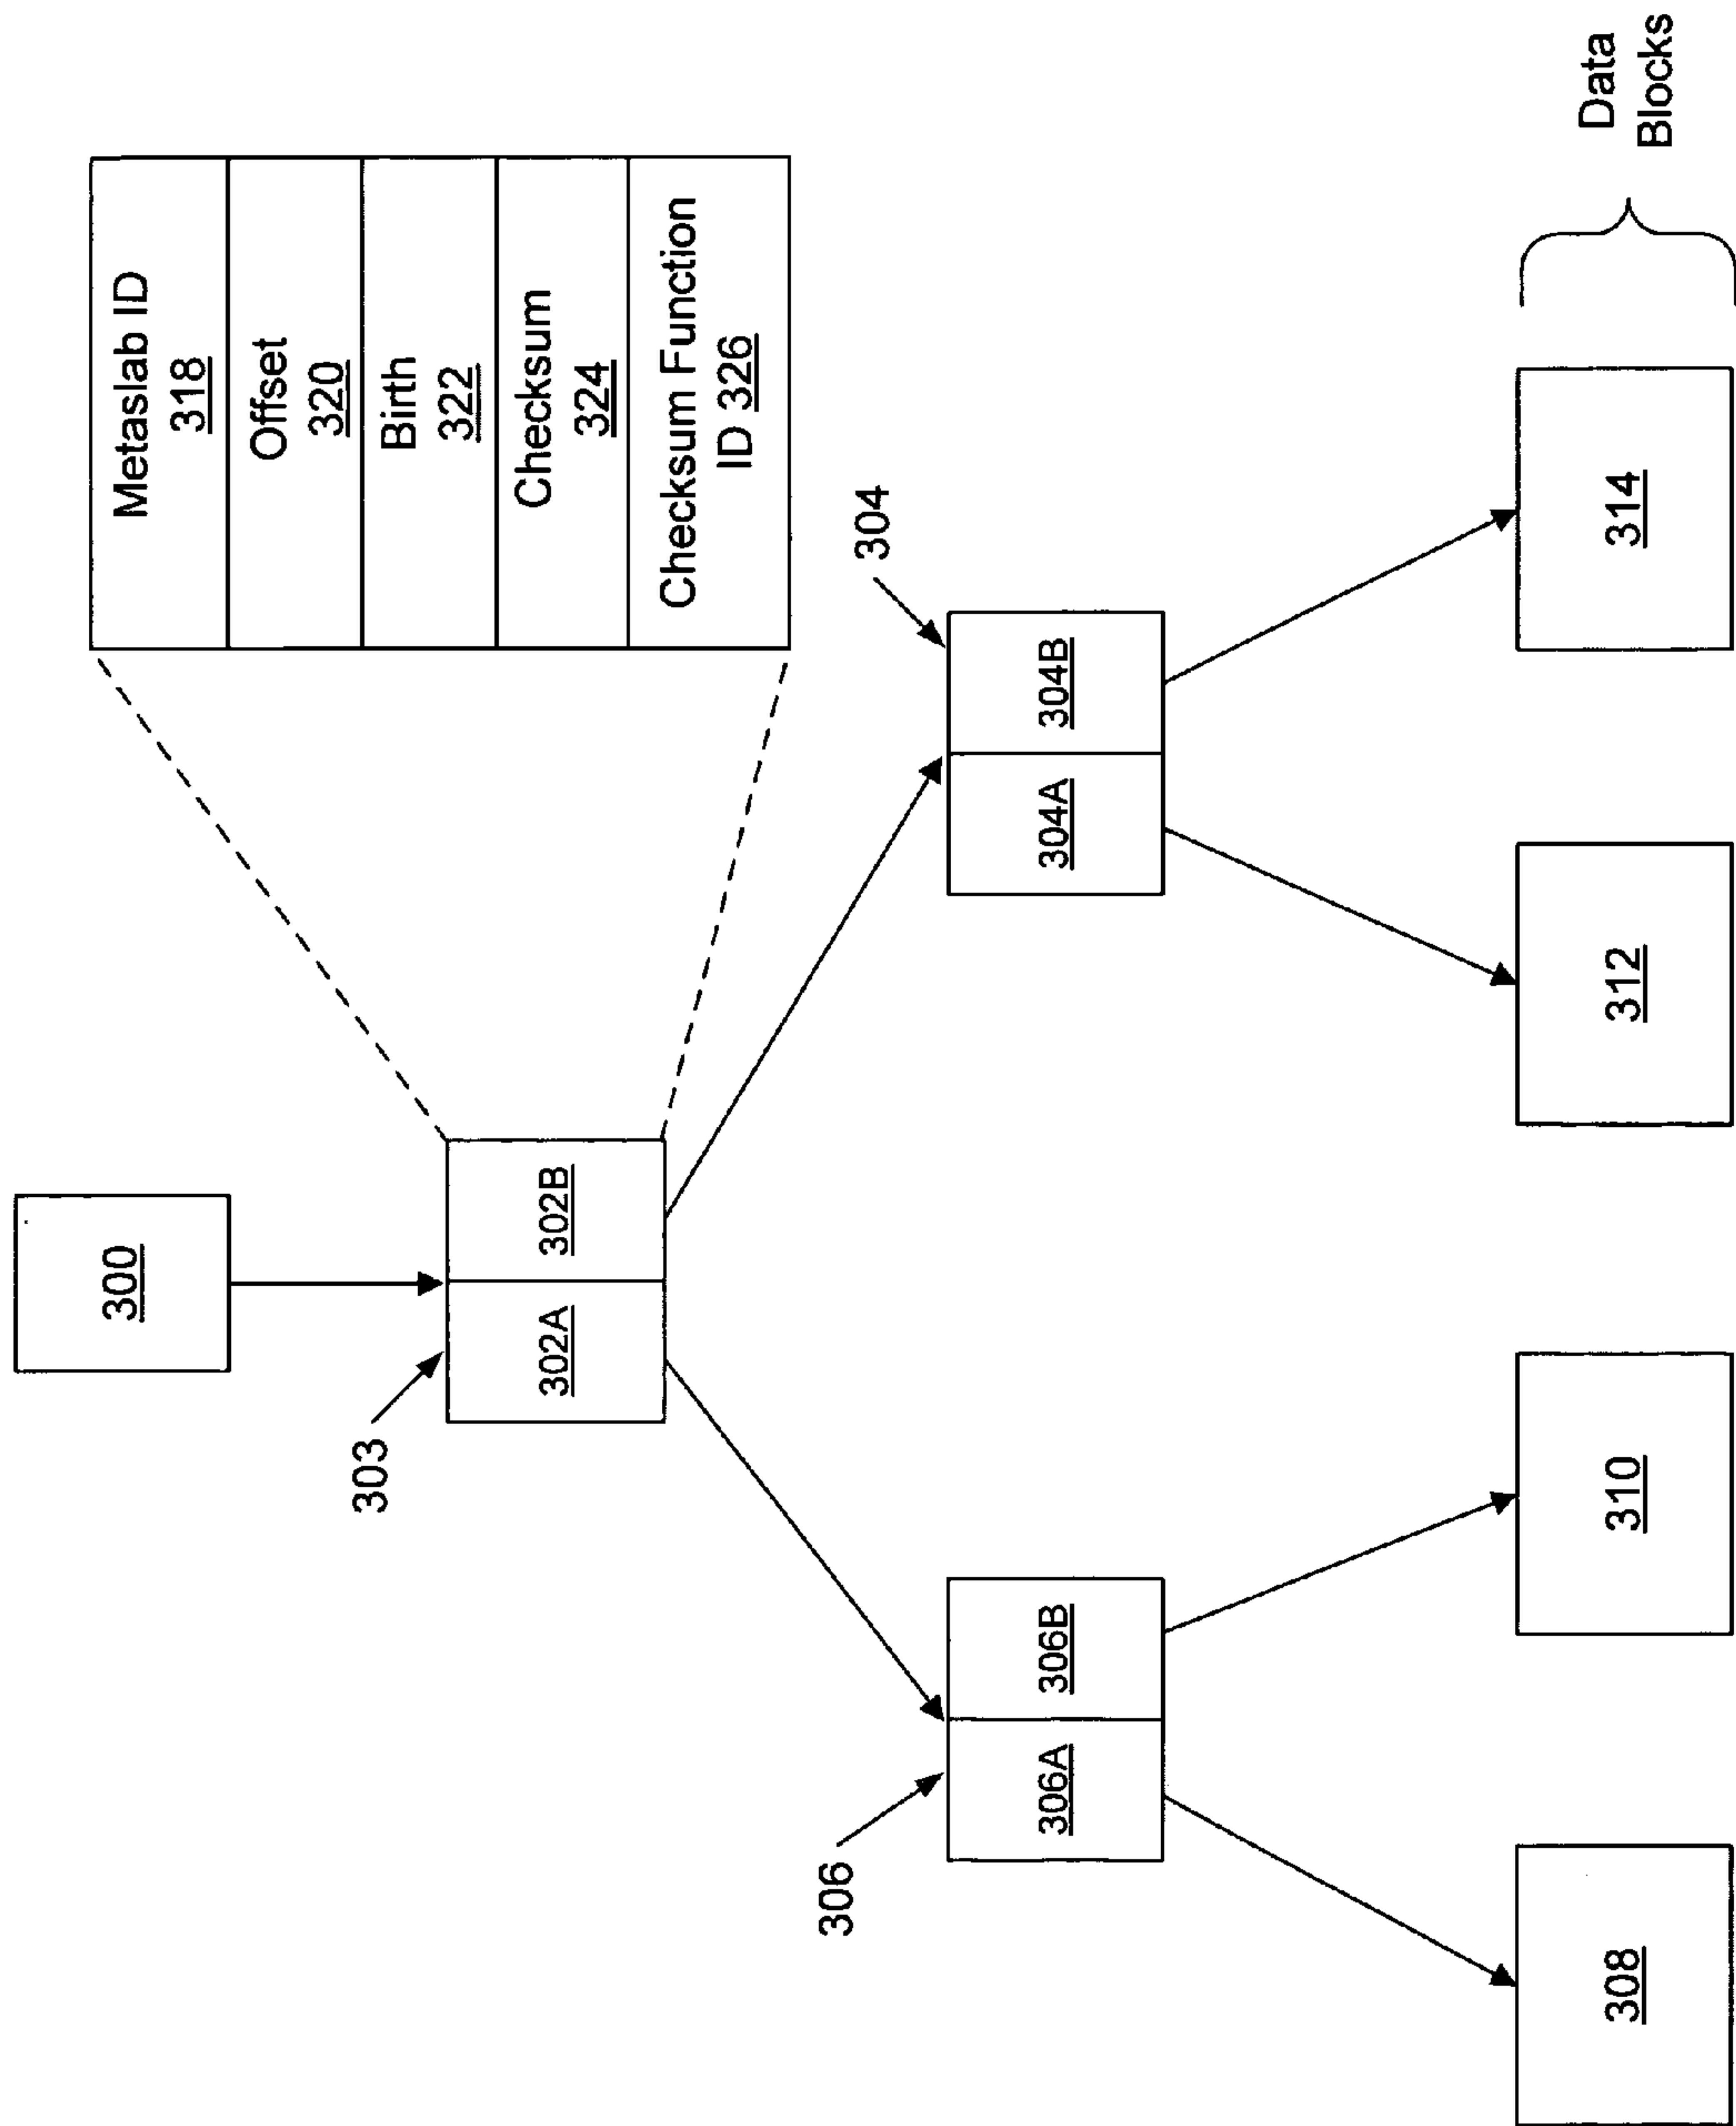 300
303
302A
302B
Metaslab ID
318
Offset
320
Birth
322
Checksum
324
Checksum Function
ID 326
306
306A
306B
304
304A
304B
308
310
312
314
Data
Blocks